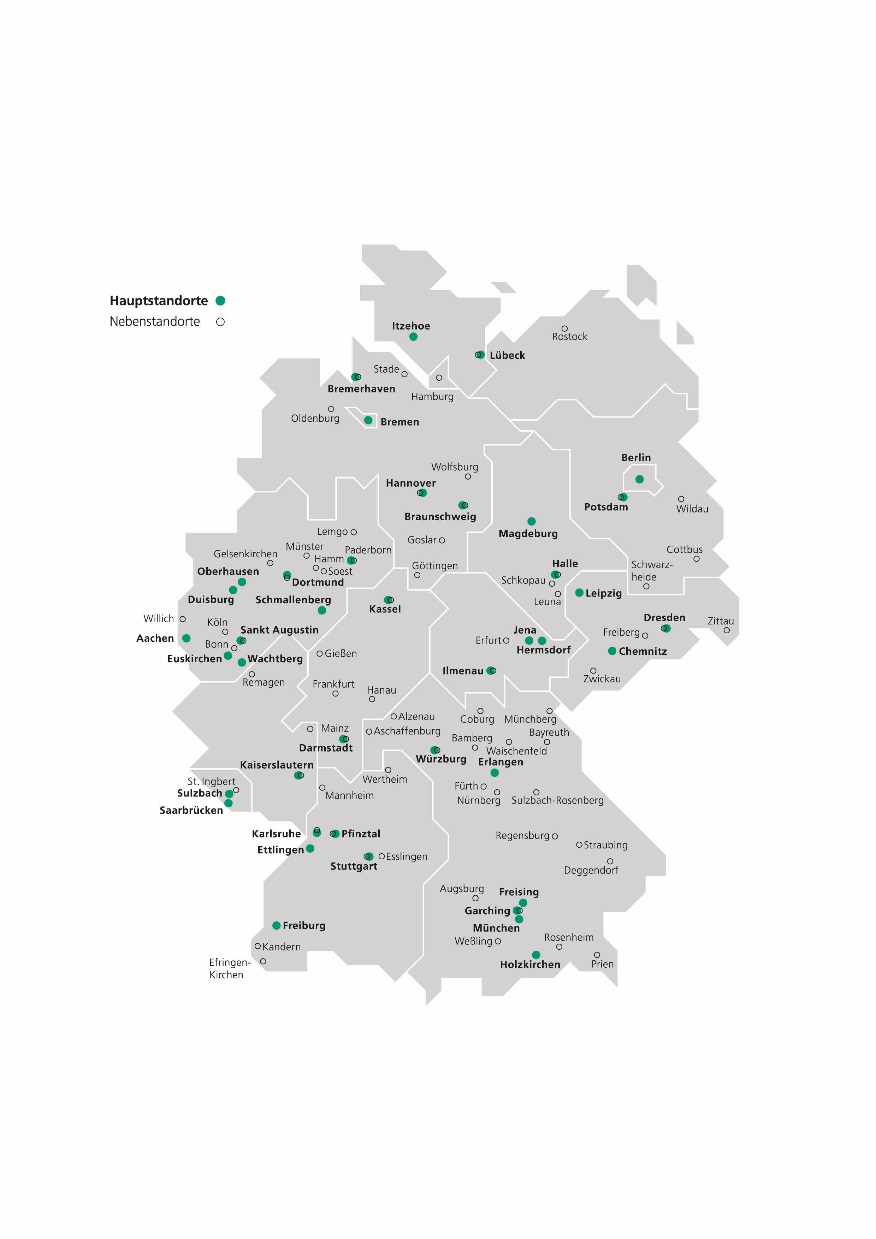 Hauptstandorte
Nebenstandorte
Itzehoe
Rostock
Lübeck
Stade
Bremerhaven
Hamburg
Oldenburg
Bremen
Berlin
Wolfsburg
Hannover
Potsdam
Wildau
Braunschweig
Magdeburg
Lemgo
Goslar
Münster
Paderborn
Cottbus
Gelsenkirchen
Hamm
Göttingen
Halle
Schwarz-
heide
Oberhausen
Soest
Dortmund
Schkopau
Duisburg
Schmallenberg
Kassel
Leuna
Leipzig
Willich
Köln
Sankt Augustin
Jena
Dresden
Zittau
Aachen
Bonn
Erfurt
Freiberg
Hermsdorf
Chemnitz
Euskirchen
Wachtberg
Gießen
Ilmenau
Zwickau
Remagen
Frankfurt
Hanau
Alzenau
Coburg
Münchberg
Mainz
Aschaffenburg
Bamberg
Bayreuth
Darmstadt
Waischenfeld
Würzburg
Erlangen
Kaiserslautern
Wertheim
St. Ingbert
Sulzbach
Mannheim
Fürth
Nürnberg
Sulzbach-Rosenberg
Saarbrücken
Karlsruhe
Pfinztal
Regensburg
Straubing
Ettlingen
Esslingen
Stuttgart
Deggendorf
Augsburg
Freising
Garching
Freiburg
München
Weßling
Rosenheim
Kandern
Efringen-
Kirchen
Holzkirchen
Prien